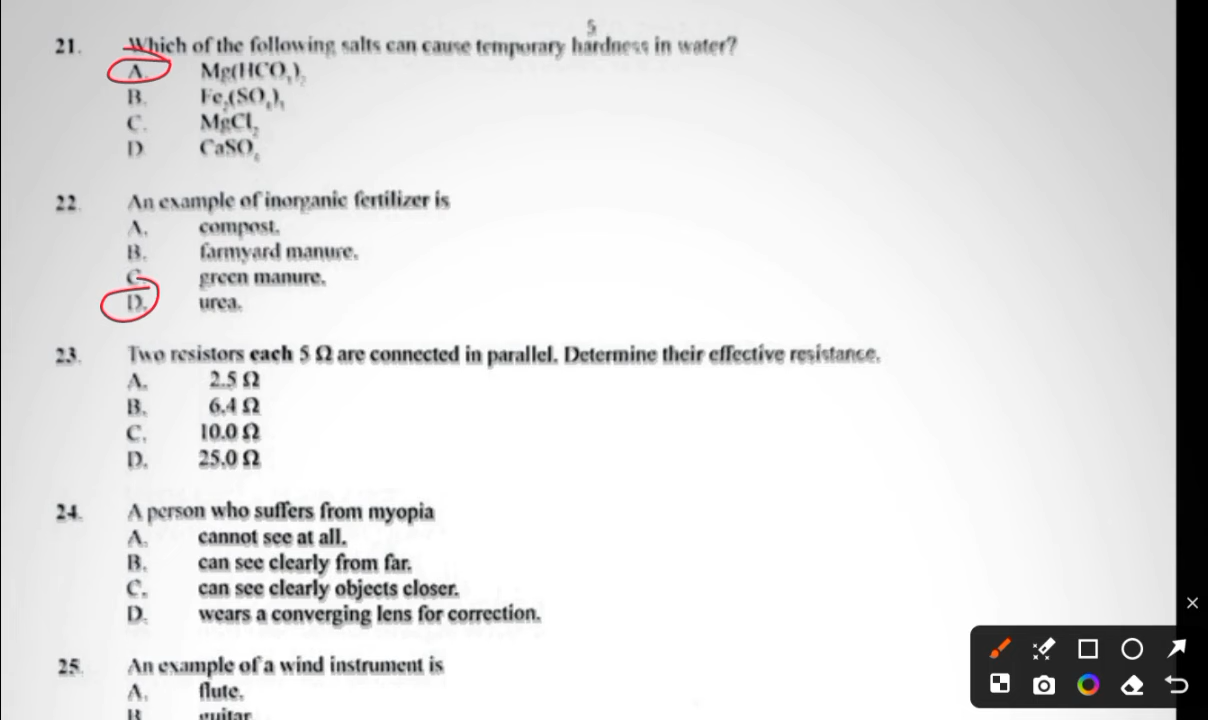 5
21. Which of the following salts can cause temporary hardness in water?
A. Mg(HCO₃)₂
B. Fe₂(SO₄)₃
C. MgCl₂
D CaSO₄
22. An example of inorganic fertilizer is
A. compost.
B. farmyard manure.
C. green manure.
D. urea.
23. Two resistors each 5 Ω are connected in parallel. Determine their effective resistance.
A. 2.5 Ω
B. 6.4 Ω
C. 10.0 Ω
D. 25.0 Ω
24. A person who suffers from myopia
A. cannot see at all.
B. can see clearly from far.
C. can see clearly objects closer.
D. wears a converging lens for correction.
25. An example of a wind instrument is
A. flute.
B guitar